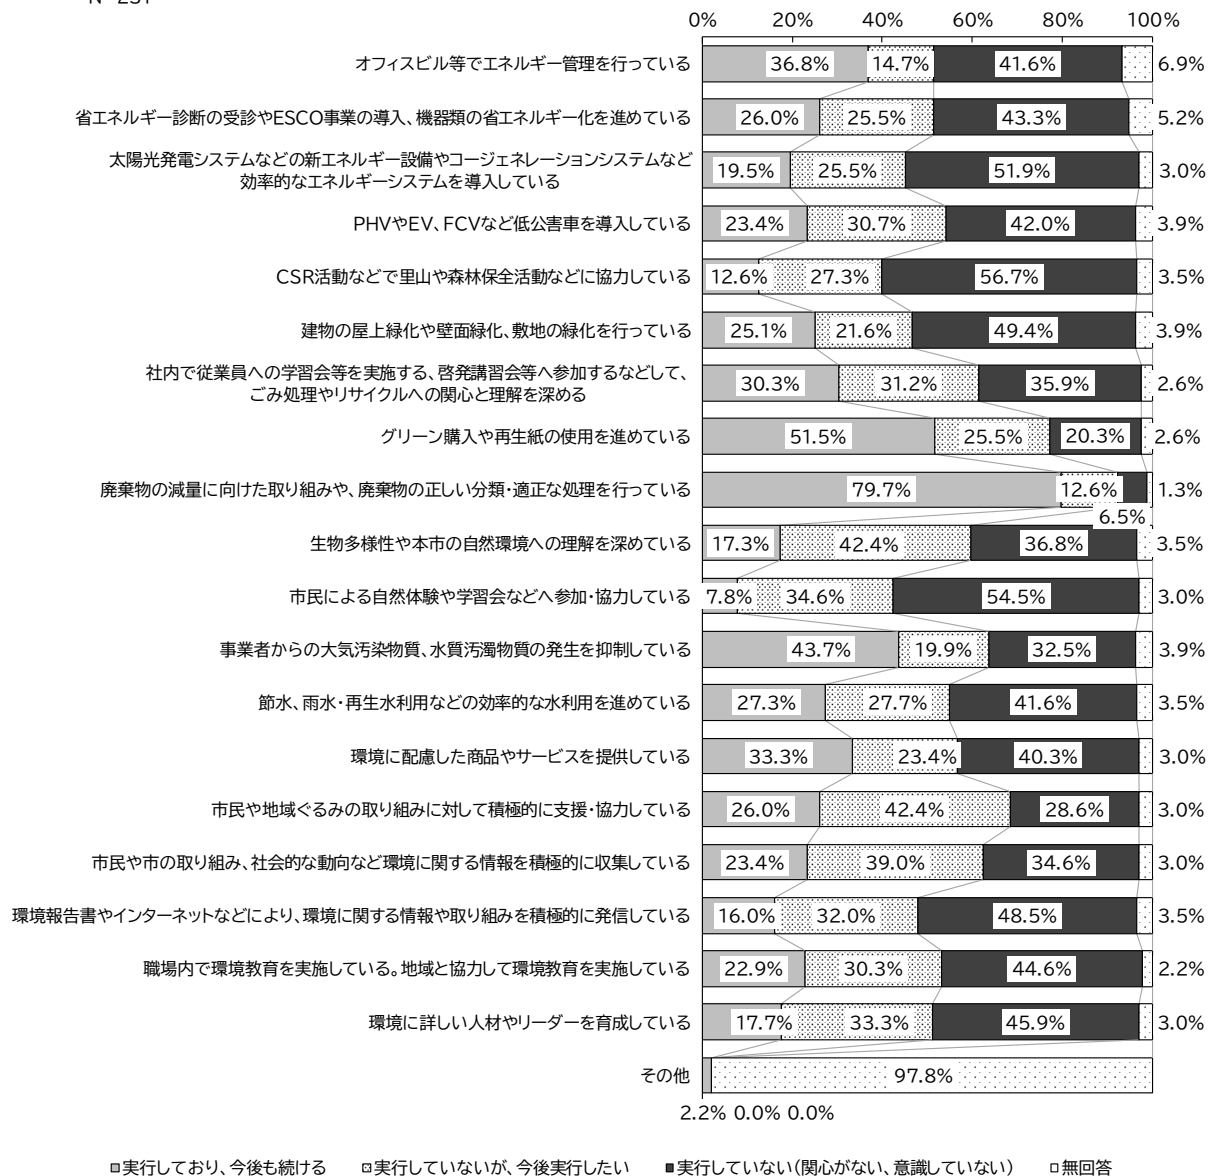 0% 20% 40% 60% 80% 100%
オフィスビル等でエネルギー管理を行っている 36.8% 14.7% 41.6% 6.9%
省エネルギー診断の受診やESCO事業の導入、機器類の省エネルギー化を進めている 26.0% 25.5% 43.3% 5.2%
太陽光発電システムなどの新エネルギー設備やコージェネレーションシステムなど
効率的なエネルギーシステムを導入している 19.5% 25.5% 51.9% 3.0%
PHVやEV、FCVなど低公害車を導入している 23.4% 30.7% 42.0% 3.9%
CSR活動などで里山や森林保全活動などに協力している 12.6% 27.3% 56.7% 3.5%
建物の屋上緑化や壁面緑化、敷地の緑化を行っている 25.1% 21.6% 49.4% 3.9%
社内で従業員への学習会等を実施する、啓発講習会等へ参加するなどして、
ごみ処理やリサイクルへの関心と理解を深める 30.3% 31.2% 35.9% 2.6%
グリーン購入や再生紙の使用を進めている 51.5% 25.5% 20.3% 2.6%
廃棄物の減量に向けた取り組みや、廃棄物の正しい分類・適正な処理を行っている 79.7% 12.6% 1.3%
6.5%
生物多様性や本市の自然環境への理解を深めている 17.3% 42.4% 36.8% 3.5%
市民による自然体験や学習会などへ参加・協力している 7.8% 34.6% 54.5% 3.0%
事業者からの大気汚染物質、水質汚濁物質の発生を抑制している 43.7% 19.9% 32.5% 3.9%
節水、雨水・再生水利用などの効率的な水利用を進めている 27.3% 27.7% 41.6% 3.5%
環境に配慮した商品やサービスを提供している 33.3% 23.4% 40.3% 3.0%
市民や地域ぐるみの取り組みに対して積極的に支援・協力している 26.0% 42.4% 28.6% 3.0%
市民や市の取り組み、社会的な動向など環境に関する情報を積極的に収集している 23.4% 39.0% 34.6% 3.0%
環境報告書やインターネットなどにより、環境に関する情報や取り組みを積極的に発信している 16.0% 32.0% 48.5% 3.5%
職場内で環境教育を実施している。地域と協力して環境教育を実施している 22.9% 30.3% 44.6% 2.2%
環境に詳しい人材やリーダーを育成している 17.7% 33.3% 45.9% 3.0%
その他 97.8%
2.2% 0.0% 0.0%
実行しており、今後も続ける 実行していないが、今後実行したい 実行していない(関心がない、意識していない) 無回答